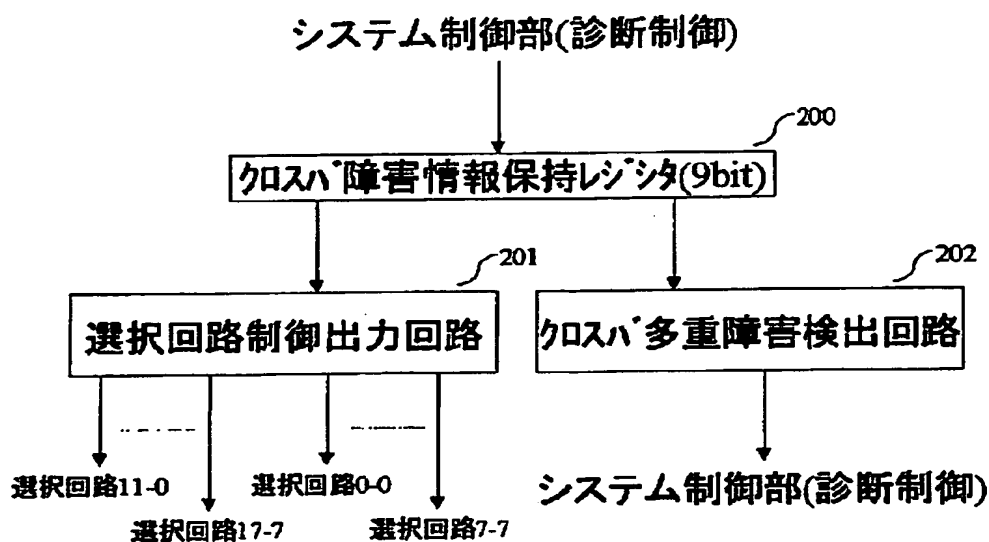 システム制御部(診断制御)
200
クロスバ障害情報保持レジスタ(9bit)
201
202
選択回路制御出力回路
クロスバ多重障害検出回路
選択回路11-0
選択回路0-0
選択回路17-7
選択回路7-7
システム制御部(診断制御)